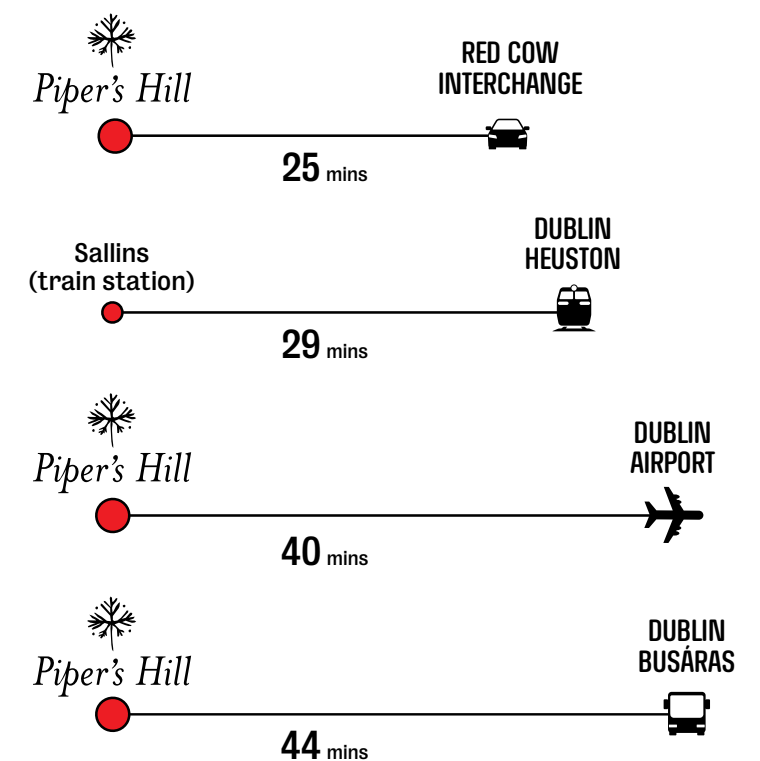 Piper's Hill
RED COW
INTERCHANGE
25 mins
Sallins
(train station)
DUBLIN
HEUSTON
29 mins
Piper's Hill
DUBLIN
AIRPORT
40 mins
Piper's Hill
DUBLIN
BUSÁRAS
44 mins